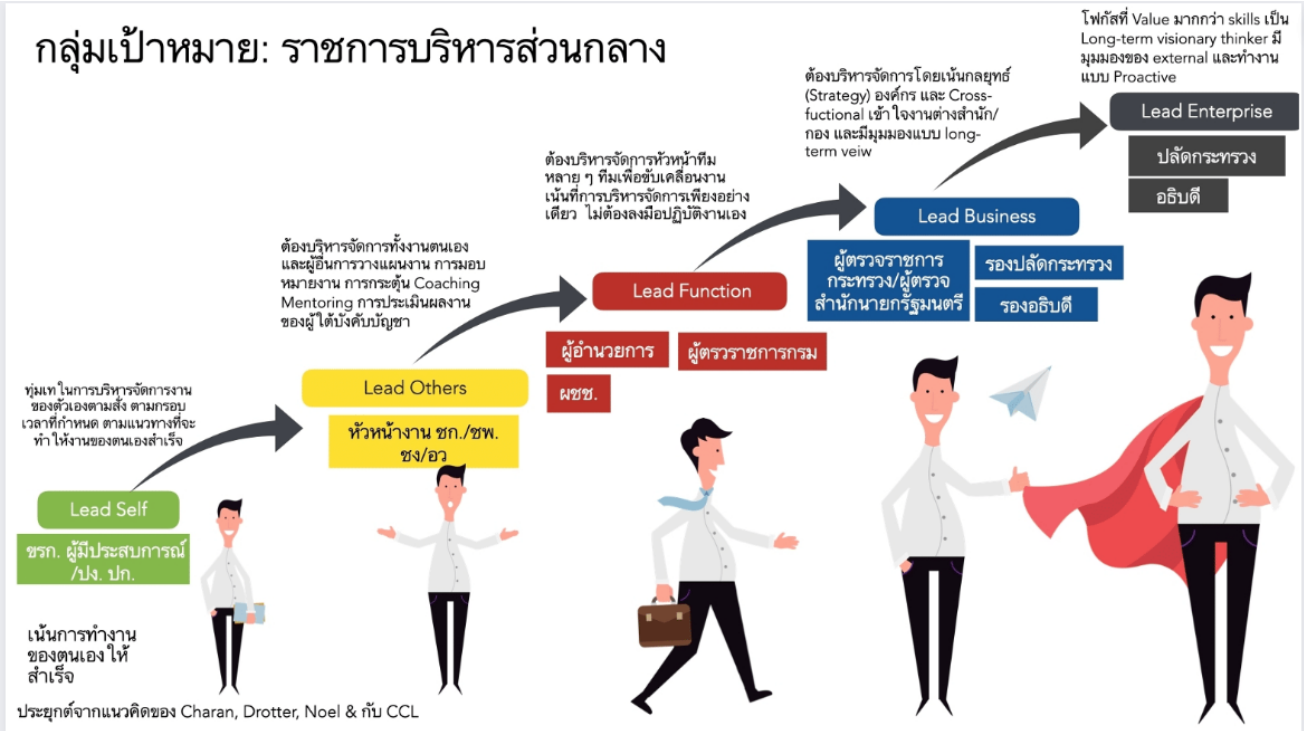 กลุ่มเป้าหมาย: ราชการบริหารส่วนกลาง
โฟกัสที่ Value มากกว่า skills เป็น
Long-term visionary thinker มี
มุมมองของ external และทำงาน
แบบ Proactive
Lead Enterprise
ปลัดกระทรวง
อธิบดี
ต้องบริหารจัดการโดยเน้นกลยุทธ์
(Strategy) องค์กร และ Cross-
fuctional เข้าใจงานต่างสำนัก/
กอง และมีมุมมองแบบ long-
term veiw
Lead Business
ผู้ตรวจราชการ
กระทรวง/ผู้ตรวจ
สำนักนายกรัฐมนตรี
รองปลัดกระทรวง
รองอธิบดี
ต้องบริหารจัดการหัวหน้าทีม
หลาย ๆ ทีมเพื่อขับเคลื่อนงาน
เน้นที่การบริหารจัดการเพียงอย่าง
เดียว ไม่ต้องลงมือปฏิบัติงานเอง
Lead Function
ผู้อำนวยการ
ผู้ตรวราชการกรม
ผชช.
ต้องบริหารจัดการทั้งงานตนเอง
และผู้อื่นการวางแผนงาน การมอบ
หมายงาน การกระตุ้น Coaching
Mentoring การประเมินผลงาน
ของผู้ใต้บังคับบัญชา
Lead Others
หัวหน้างาน ชก./ชพ.
ชง/อว
ทุ่มเทในการบริหารจัดการงาน
ของตัวเองตามสั่ง ตามกรอบ
เวลาที่กำหนด ตามแนวทางที่จะ
ทำให้งานของตนเองสำเร็จ
Lead Self
ขรก. ผู้มีประสบการณ์
/ปง. ปก.
เน้นการทำงาน
ของตนเองให้
สำเร็จ
ประยุกต์จากแนวคิดของ Charan, Drotter, Noel & กับ CCL